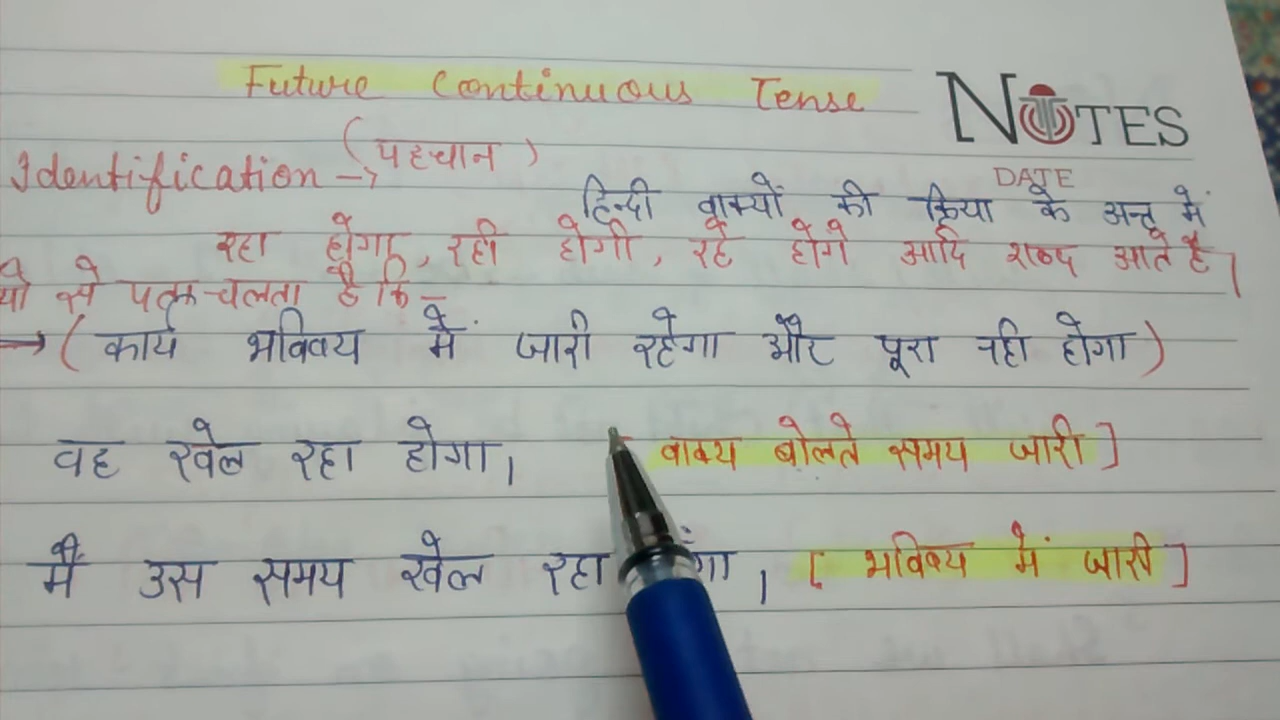 Future Continuous Tense
NOTES
Identification → (पहचान)
DATE
हिन्दी वाक्यों की क्रिया के अन्त में
रहा होगा, रही होगी, रहे होगे आदि शब्द आते है।
से पता चलता है कि –
→ (कार्य भविष्य में जारी रहेगा और पूरा नही होगा)
वह खेल रहा होगा। वाक्य बोलते समय जारी]
मैं उस समय खेल रहा । [भविष्य में जारी]